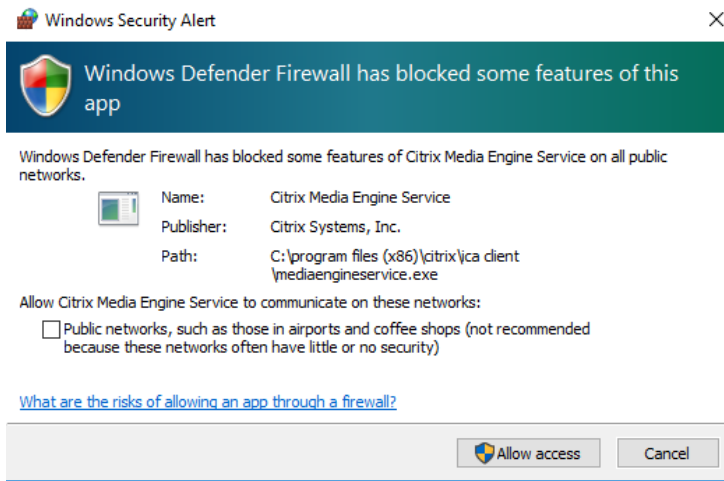 Windows Security Alert
Windows Defender Firewall has blocked some features of this
app
Windows Defender Firewall has blocked some features of Citrix Media Engine Service on all public
networks.
Name: Citrix Media Engine Service
Publisher: Citrix Systems, Inc.
Path: C:\program files (x86)\citrix\ica client
\mediaengineservice.exe
Allow Citrix Media Engine Service to communicate on these networks:
Public networks, such as those in airports and coffee shops (not recommended
because these networks often have little or no security)
What are the risks of allowing an app through a firewall?
Allow access Cancel